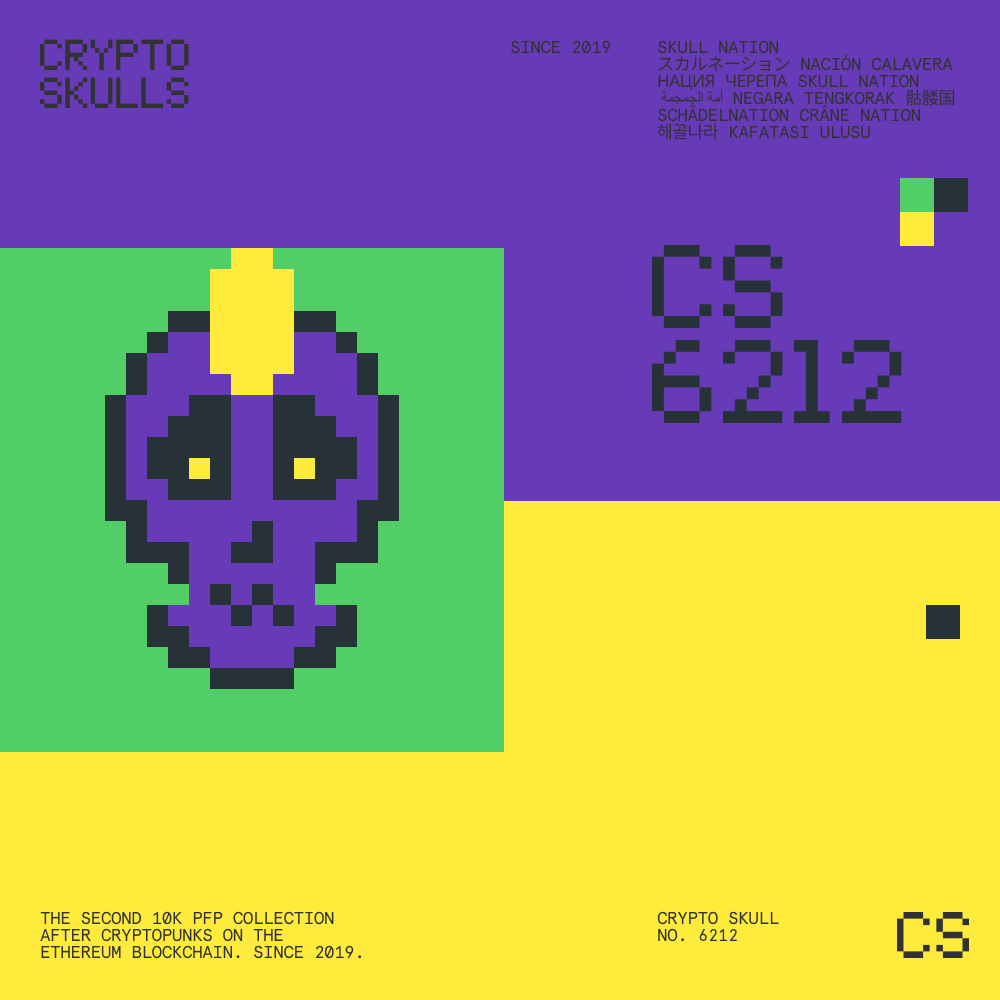 CRYPTO
SKULLS
SINCE 2019
SKULL NATION
スカルネーション NACIÓN CALAVERA
НАЦИЯ ЧЕРЕПА SKULL NATION
أمة الجمجمة NEGARA TENGKORAK 骷髅国
SCHÄDELNATION CRÂNE NATION
해골나라 KAFATASI ULUSU
CS
6212
THE SECOND 10K PFP COLLECTION
AFTER CRYPTOPUNKS ON THE
ETHEREUM BLOCKCHAIN. SINCE 2019.
CRYPTO SKULL
NO. 6212
CS